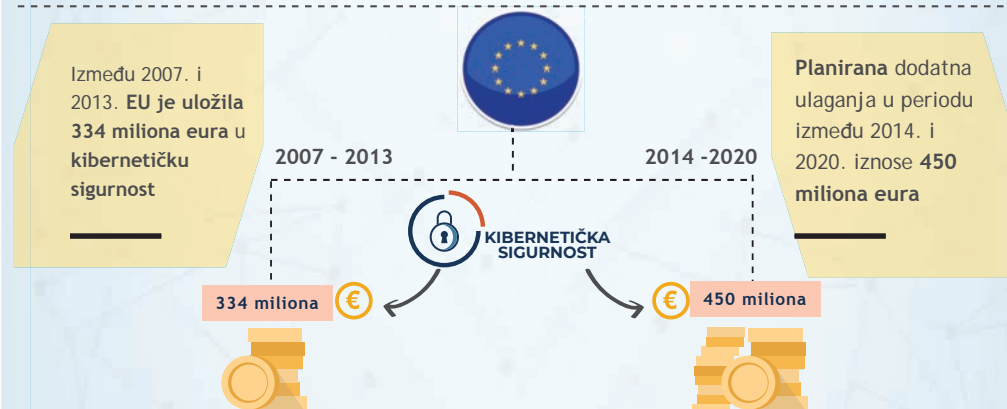 Između 2007. i
2013. EU je uložila
334 miliona eura u
kibernetičku
sigurnost
Planirana dodatna
ulaganja u periodu
između 2014. i
2020. iznose 450
miliona eura
2007 - 2013
2014 -2020
KIBERNETIČKA
SIGURNOST
334 miliona
€
€
450 miliona